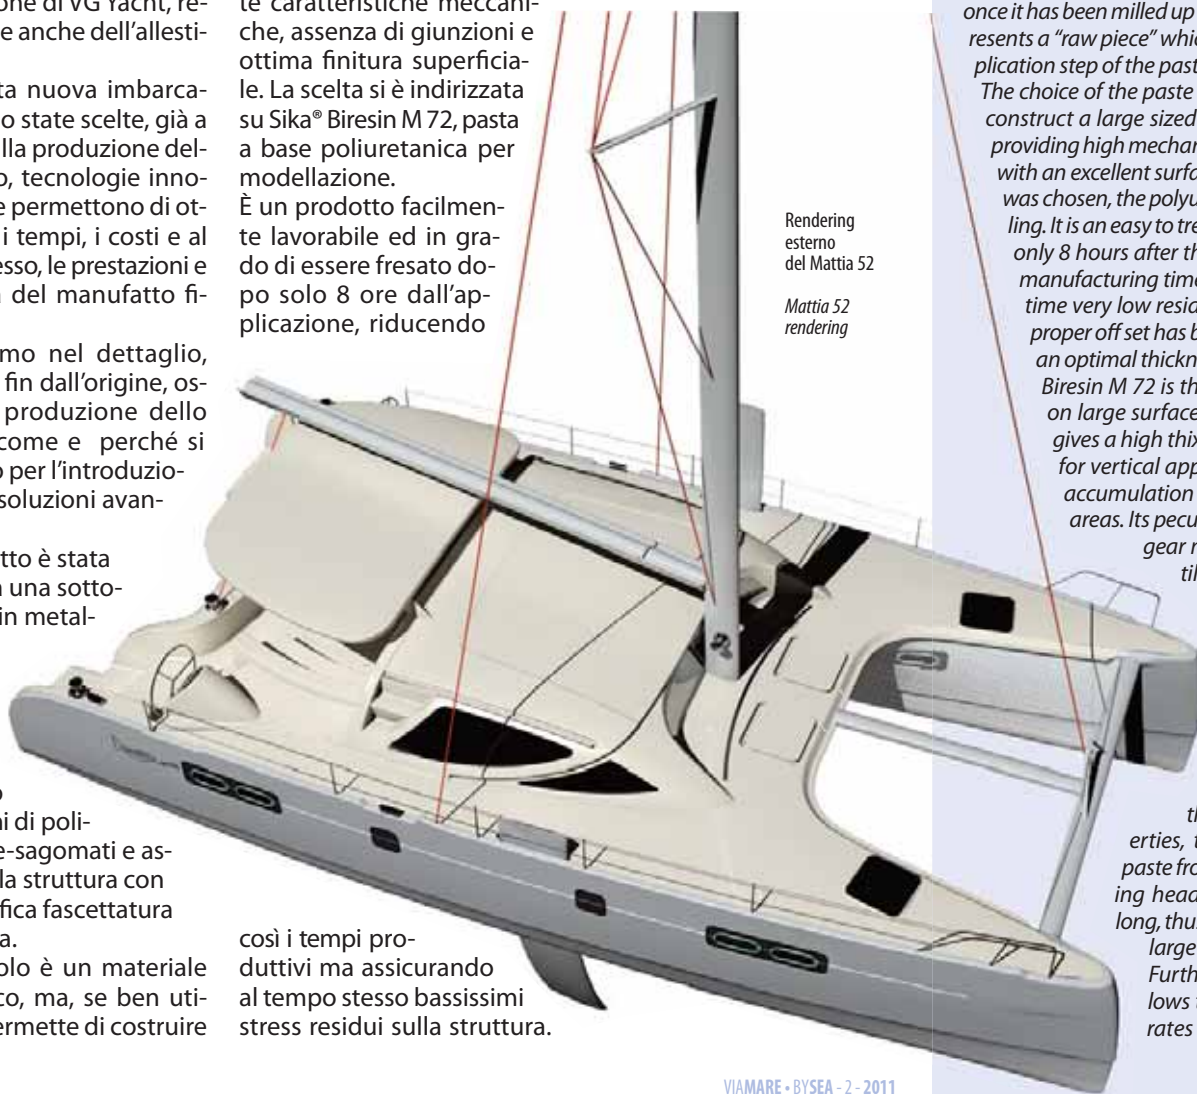 one di VG Yacht, re-
e anche dell'allesti-
ta nuova imbarca-
o state scelte, già a
lla produzione del-
o, tecnologie inno-
e permettono di ot-
i tempi, i costi e al
esso, le prestazioni e
del manufatto fi-
mo nel dettaglio,
fin dall'origine, os-
produzione dello
come e perché si
o per l'introduzio-
soluzioni avan-
tto è stata
una sotto-
in metal-
ni di poli-
e-sagomati e as-
la struttura con
fica fascettatura
a.
olo è un materiale
co, ma, se ben uti-
ermette di costruire
te caratteristiche meccani-
che, assenza di giunzioni e
ottima finitura superficia-
le. La scelta si è indirizzata
su Sika® Biresin M 72, pasta
a base poliuretanica per
modellazione.
È un prodotto facilmen-
te lavorabile ed in gra-
do di essere fresato do-
po solo 8 ore dall'ap-
plicazione, riducendo
così i tempi pro-
duttivi ma assicurando
al tempo stesso bassissimi
stress residui sulla struttura.
Rendering
esterno
del Mattia 52
Mattia 52
rendering
once it has been milled up
resents a "raw piece" whic
plication step of the past
The choice of the paste
construct a large sized
providing high mechar
with an excellent surfa
was chosen, the polyu
ling. It is an easy to tre
only 8 hours after th
manufacturing time
time very low resid
proper off set has b
an optimal thickn
Biresin M 72 is th
on large surface
gives a high thix
for vertical app
accumulation
areas. Its pecu
gear r
til
th
erties, t
paste fro
ing head
long, thu
large
Furth
lows t
rates
VIAMARE • BYSEA - 2 - 2011